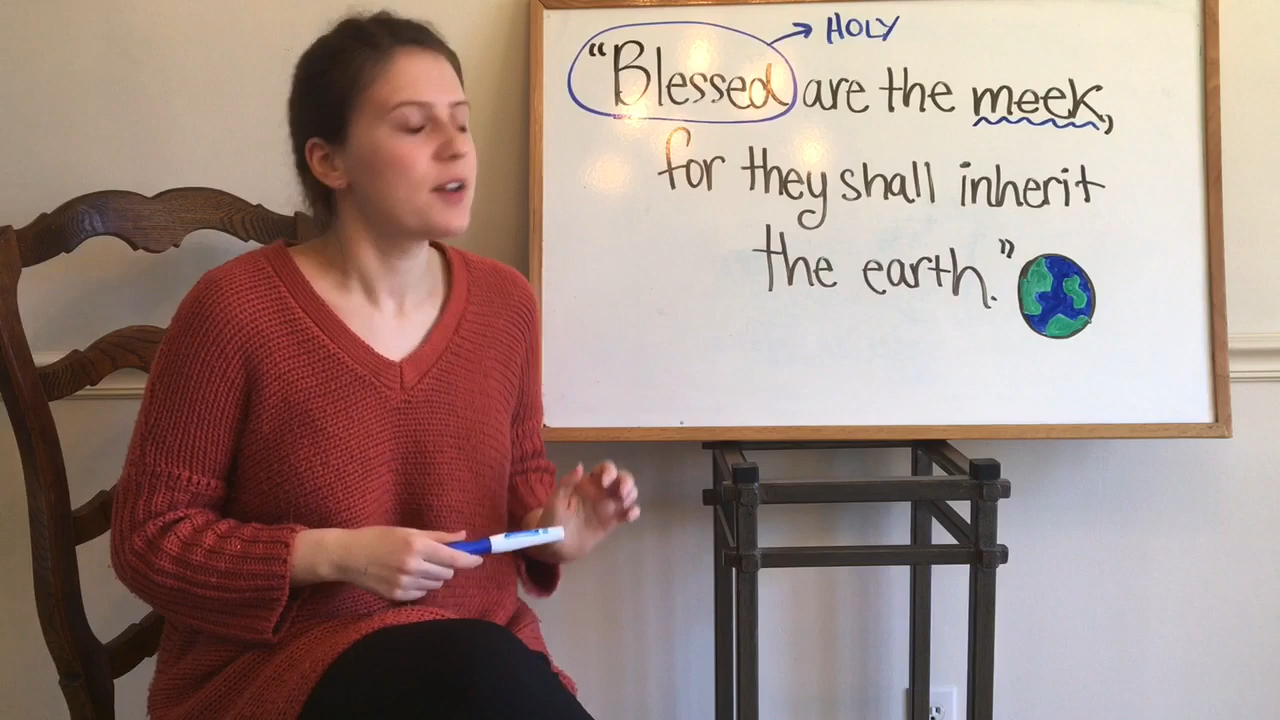 HOLY
“Blessed are the meek,
for they shall inherit
the earth.”